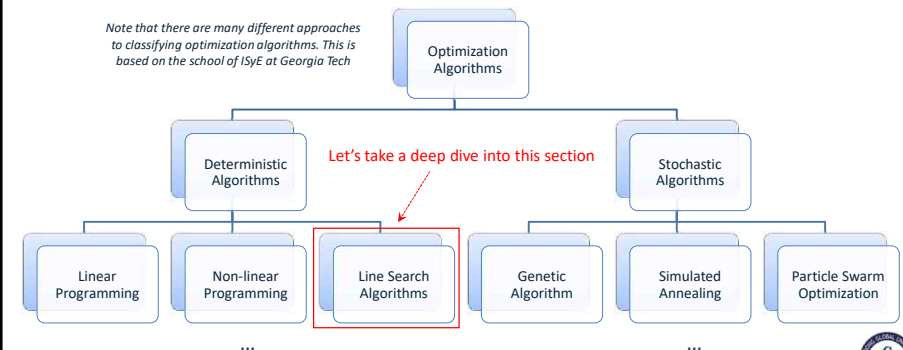 Note that there are many different approaches
to classifying optimization algorithms. This is
based on the school of ISyE at Georgia Tech
Optimization
Algorithms
Deterministic
Algorithms
Let's take a deep dive into this section
Stochastic
Algorithms
Linear
Programming
Non-linear
Programming
Line Search
Algorithms
Genetic
Algorithm
Simulated
Annealing
Particle Swarm
Optimization
...
...